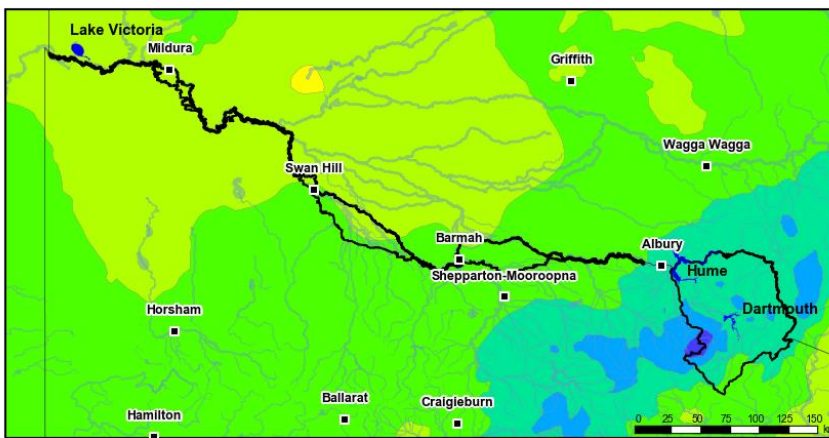 Lake Victoria
Mildura
Griffith
Wagga Wagga
Swan Hill
Barmah
Albury
Hume
Shepparton-Mooroopna
Dartmouth
Horsham
Ballarat
Craigieburn
Hamilton
0 25 50 75 100 125 150
k